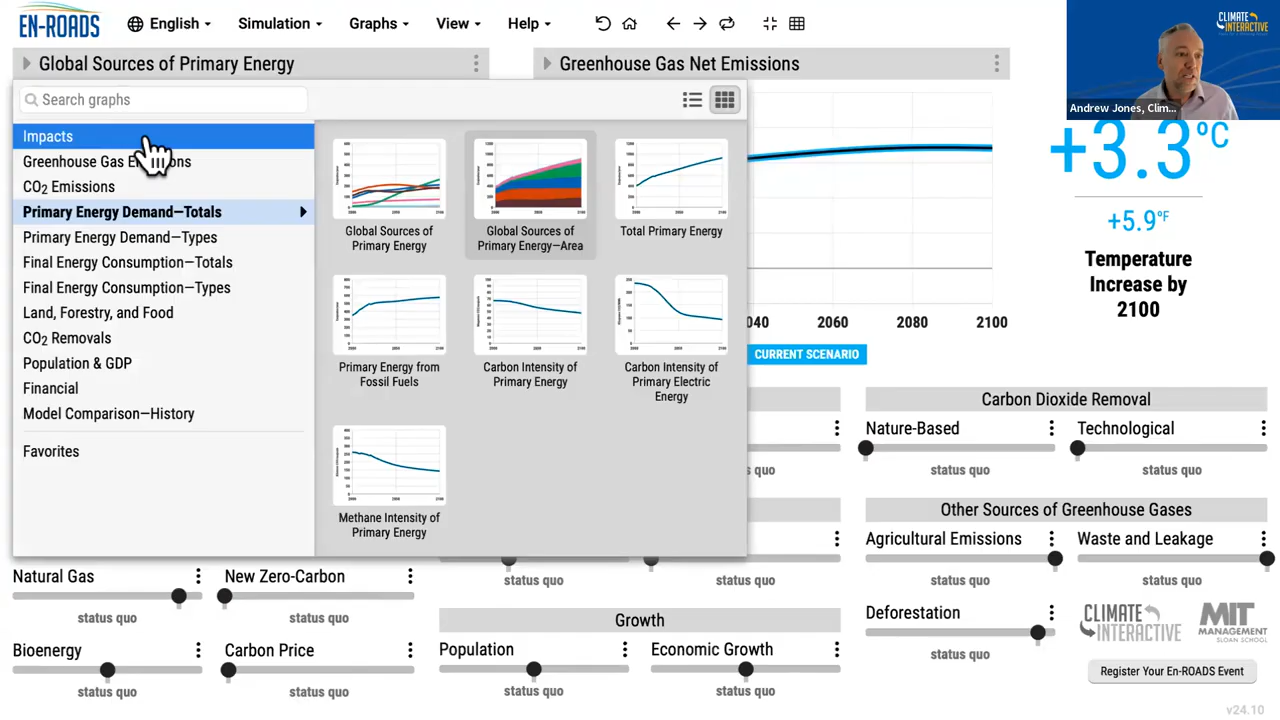 EN-ROADS
English
Simulation
Graphs
View
Help
CLIMATE
INTERACTIVE
Andrew Jones, Clim...
Global Sources of Primary Energy
Greenhouse Gas Net Emissions
Search graphs
Impacts
Greenhouse Gas E ons
CO₂ Emissions
Primary Energy Demand—Totals
Primary Energy Demand—Types
Final Energy Consumption—Totals
Final Energy Consumption—Types
Land, Forestry, and Food
CO₂ Removals
Population & GDP
Financial
Model Comparison—History
Favorites
Global Sources of
Primary Energy
Global Sources of
Primary Energy—Area
Total Primary Energy
Primary Energy from
Fossil Fuels
Carbon Intensity of
Primary Energy
Carbon Intensity of
Primary Electric
Energy
Methane Intensity of
Primary Energy
040 2060 2080 2100
CURRENT SCENARIO
+3.3°C
+5.9°F
Temperature
Increase by
2100
Carbon Dioxide Removal
Nature-Based
Technological
quo
status quo
status quo
Other Sources of Greenhouse Gases
Agricultural Emissions
Waste and Leakage
Natural Gas
New Zero-Carbon
status quo
status quo
status quo
status quo
status quo
status quo
Growth
Deforestation
status quo
Bioenergy
Carbon Price
Population
Economic Growth
status quo
status quo
status quo
status quo
CLIMATE
INTERACTIVE
MIT
MANAGEMENT
SLOAN SCHOOL
Register Your En-ROADS Event
v24.10